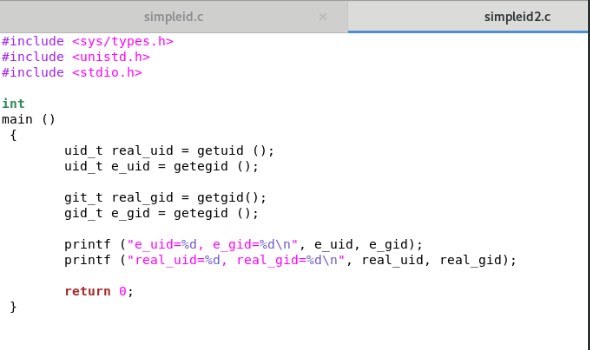 simpleid.c × simpleid2.c
#include <sys/types.h>
#include <unistd.h>
#include <stdio.h>
int
main ()
{
uid_t real_uid = getuid ();
uid_t e_uid = getegid ();
git_t real_gid = getgid();
gid_t e_gid = getegid ();
printf ("e_uid=%d, e_gid=%d\n", e_uid, e_gid);
printf ("real_uid=%d, real_gid=%d\n", real_uid, real_gid);
return 0;
}